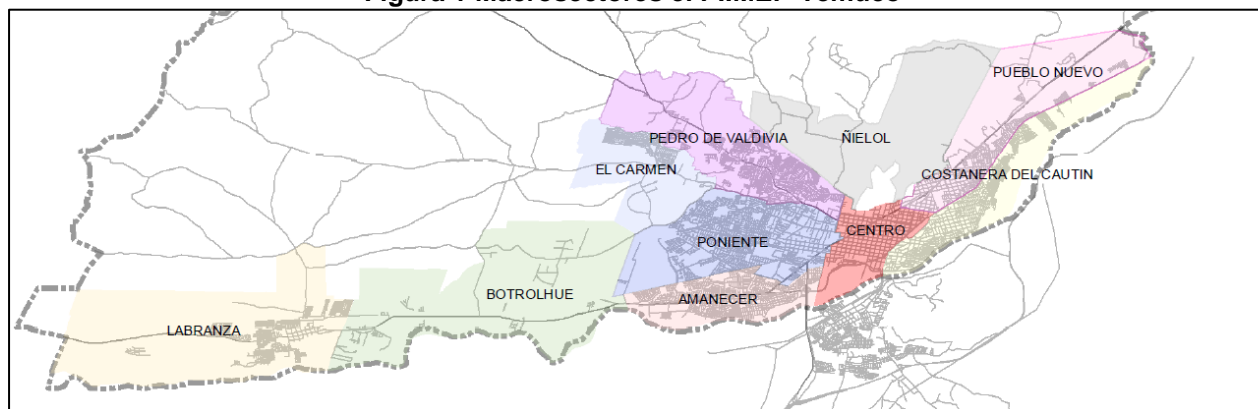 PUEBLO NUEVO
PEDRO DE VALDIVIA
ÑIELOL
EL CARMEN
COSTANERA DEL CAUTIN
CENTRO
PONIENTE
BOTROLHUE
AMANECER
LABRANZA